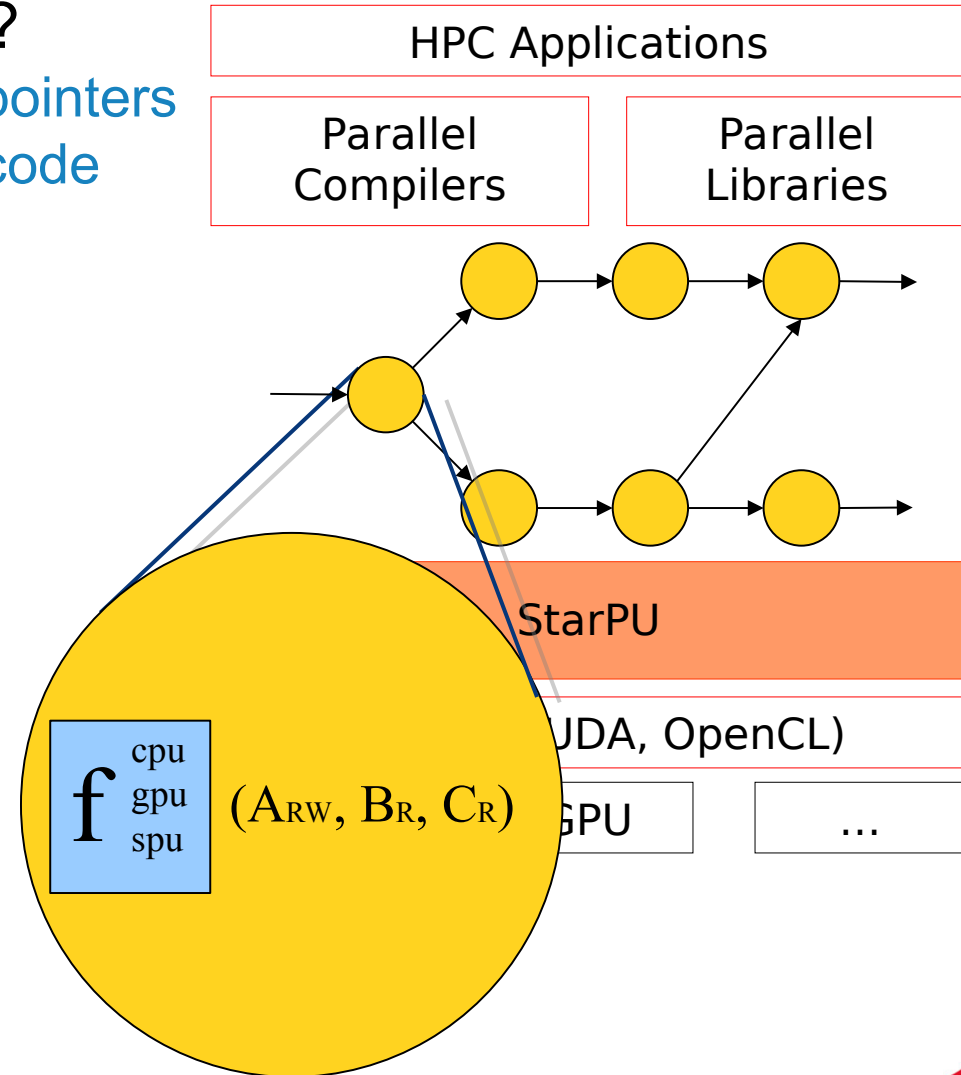 ?
pointers
code
HPC Applications
Parallel
Compilers
Parallel
Libraries
StarPU
UDA, OpenCL)
GPU
...
f
cpu
gpu
spu
(ARW, BR, CR)